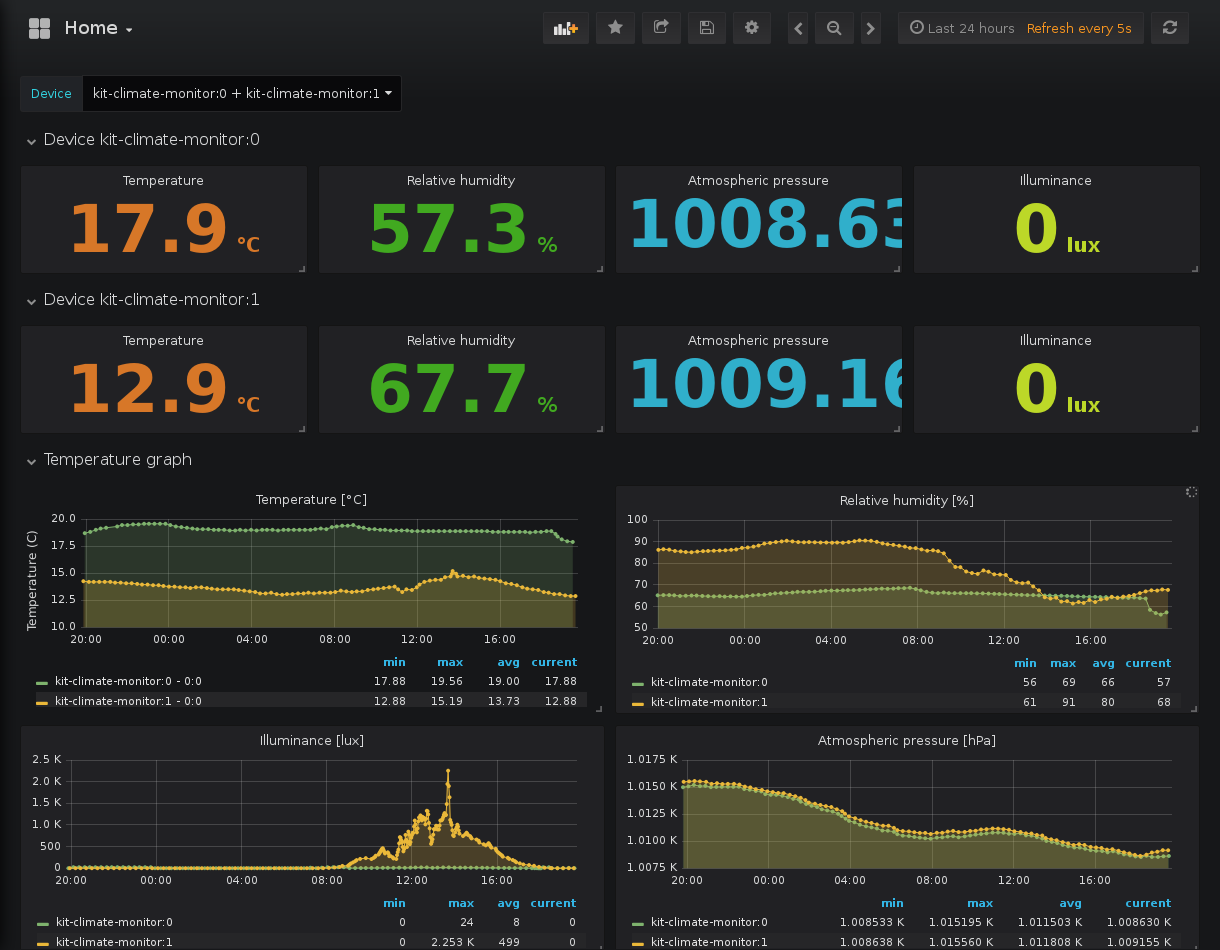 Home
Last 24 hours Refresh every 5s
Device kit-climate-monitor:0 + kit-climate-monitor:1
Device kit-climate-monitor:0
Temperature Relative humidity Atmospheric pressure Illuminance
17.9 °C 57.3 % 1008.63 0 lux
Device kit-climate-monitor:1
Temperature Relative humidity Atmospheric pressure Illuminance
12.9 °C 67.7 % 1009.16 0 lux
Temperature graph
Temperature [°C]
Temperature (C)
20.0
17.5
15.0
12.5
10.0
20:00 00:00 04:00 08:00 12:00 16:00
min max avg current
kit-climate-monitor:0 - 0:0 17.88 19.56 19.00 17.88
kit-climate-monitor:1 - 0:0 12.88 15.19 13.73 12.88
Relative humidity [%]
100
90
80
70
60
50
20:00 00:00 04:00 08:00 12:00 16:00
min max avg current
kit-climate-monitor:0 56 69 66 57
kit-climate-monitor:1 61 91 80 68
Illuminance [lux]
2.5 K
2.0 K
1.5 K
1.0 K
500
0
20:00 00:00 04:00 08:00 12:00 16:00
min max avg current
kit-climate-monitor:0 0 24 8 0
kit-climate-monitor:1 0 2.253 K 499 0
Atmospheric pressure [hPa]
1.0175 K
1.0150 K
1.0125 K
1.0100 K
1.0075 K
20:00 00:00 04:00 08:00 12:00 16:00
min max avg current
kit-climate-monitor:0 1.008533 K 1.015195 K 1.011503 K 1.008630 K
kit-climate-monitor:1 1.008638 K 1.015560 K 1.011808 K 1.009155 K